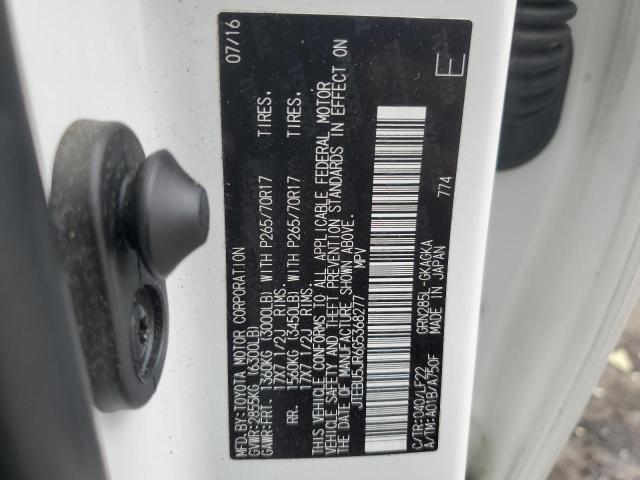 MFD. BY: TOYOTA MOTOR CORPORATION 07/16
GVWR: 2855KG (6300LB)
GAWR: FRT. 1360KG (3000LB) WITH P265/70R17 TIRES.
17X7 1/2J RIMS.
RR. 1560KG (3450LB) WITH P265/70R17 TIRES.
17X7 1/2J RIMS.
THIS VEHICLE CONFORMS TO ALL APPLICABLE FEDERAL MOTOR
VEHICLE SAFETY AND THEFT PREVENTION STANDARDS IN EFFECT ON
THE DATE OF MANUFACTURE SHOWN ABOVE.
JTEBU5JR6G5368277 MPV
E
C/TR: 040/LF22 GRN285L-GKAGKA 774
A/TM: A01B/A750F MADE IN JAPAN